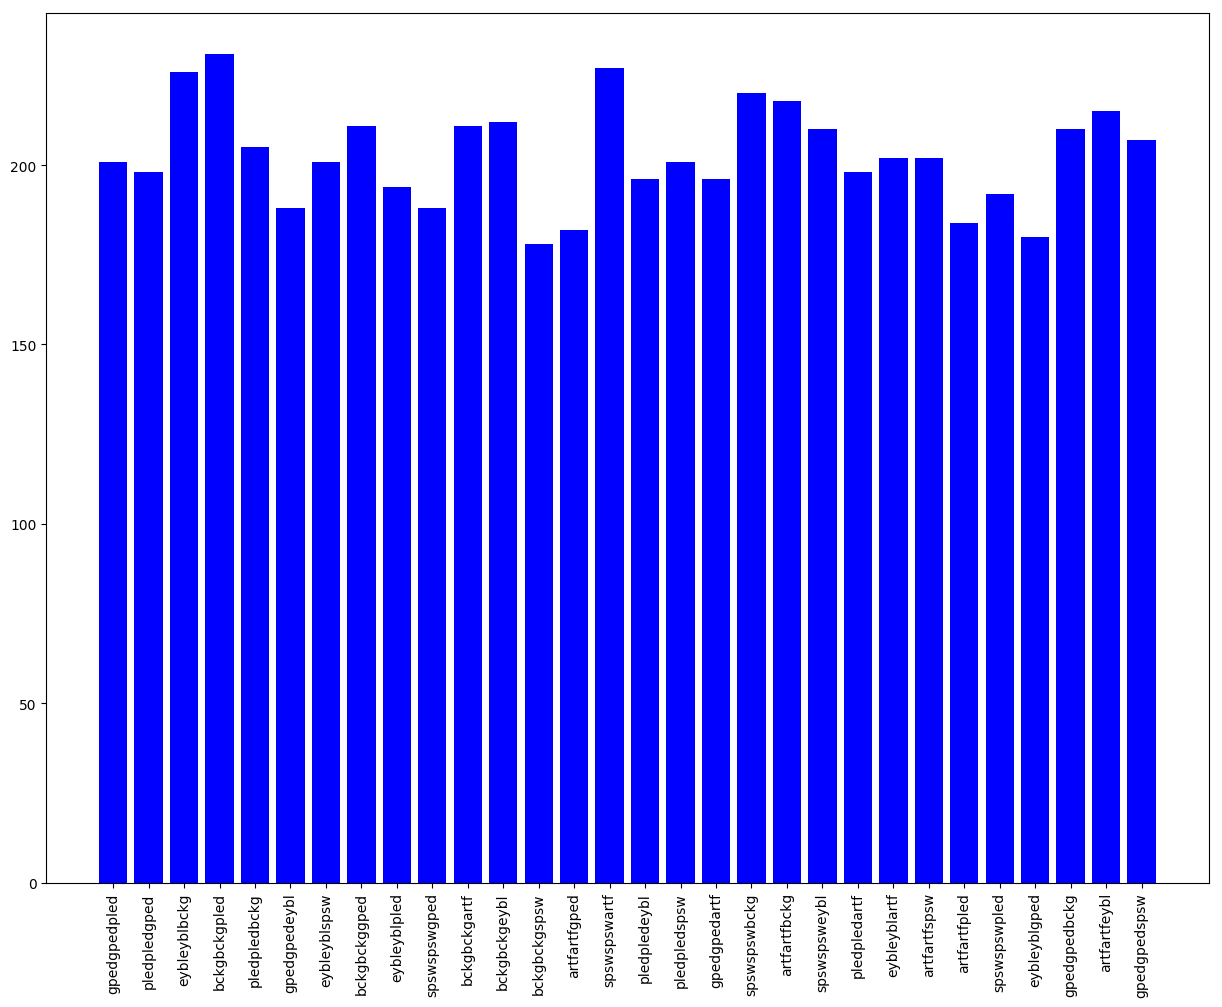 200
150
100
50
0
gpedgpedpled
pledpledgped
eybleyblbckg
bckgbckgpled
pledpledbckg
gpedgpedeybl
eybleyblspsw
bckgbckggped
eybleyblpled
spswspswgped
bckgbckgartf
bckgbckgeybl
bckgbckgspsw
artfartfgped
spswspswartf
pledpledeybl
pledpledspsw
gpedgpedartf
spswspswbckg
artfartfbckg
spswspsweybl
pledpledartf
eybleyblartf
artfartfspsw
artfartfpled
spswspswpled
eybleyblgped
gpedgpedbckg
artfartfeybl
gpedgpedspsw